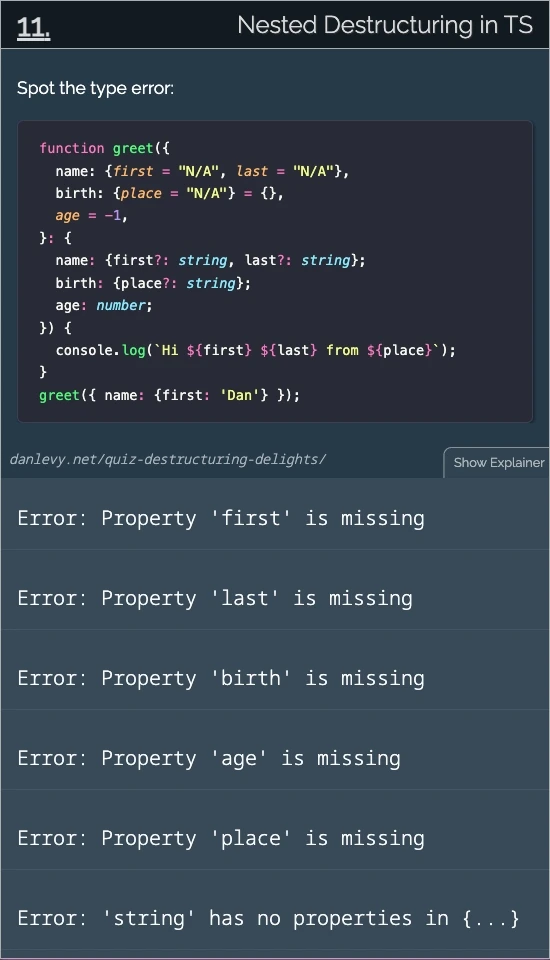 11.
Nested Destructuring in TS
Spot the type error:
function greet({
  name: {first = "N/A", last = "N/A"},
  birth: {place = "N/A"} = {},
  age = -1,
}: {
  name: {first?: string, last?: string};
  birth: {place?: string};
  age: number;
}) {
  console.log(`Hi ${first} ${last} from ${place}`);
}
greet({ name: {first: 'Dan'} });
danlevy.net/quiz-destructuring-delights/
Show Explainer
Error: Property 'first' is missing
Error: Property 'last' is missing
Error: Property 'birth' is missing
Error: Property 'age' is missing
Error: Property 'place' is missing
Error: 'string' has no properties in {...}